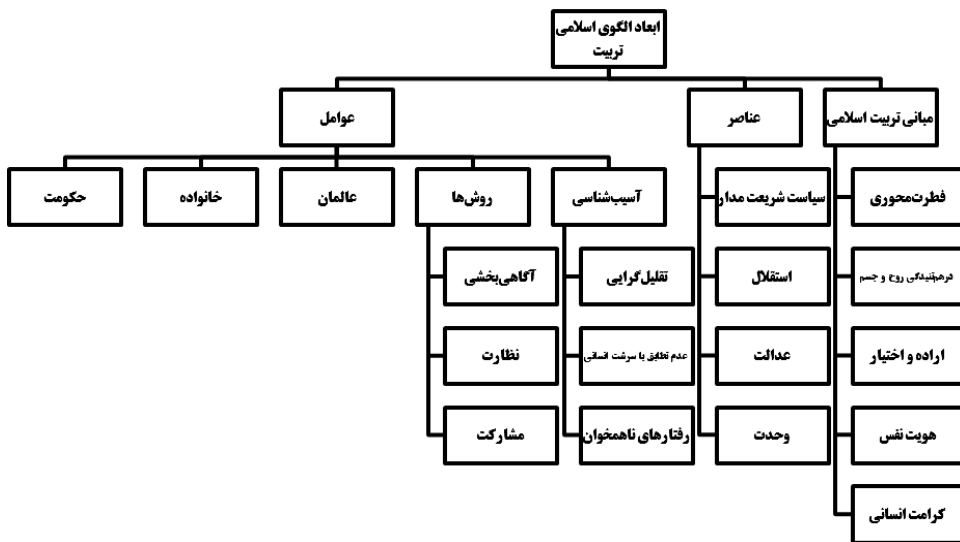 ابعاد الگوی اسلامی
تربیت
مبانی تربیت اسلامی
عناصر
عوامل
فطرت‌محوری
درهم‌تنیدگی روح و جسم
اراده و اختیار
هویت نفس
کرامت انسانی
سیاست شریعت مدار
استقلال
عدالت
وحدت
آسیب‌شناسی
روش‌ها
عالمان
خانواده
حکومت
تقلیل‌گرایی
عدم تطابق با سرشت انسانی
رفتارهای ناهمخوان
آگاهی‌بخشی
نظارت
مشارکت